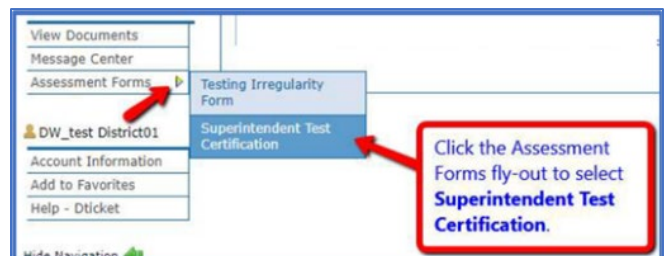 View Documents
Message Center
Assessment Forms
Testing Irregularity
Form
Superintendent Test
Certification
DW_test District01
Account Information
Add to Favorites
Help - Dticket
Hide Navigation
Click the Assessment
Forms fly-out to select
Superintendent Test
Certification.